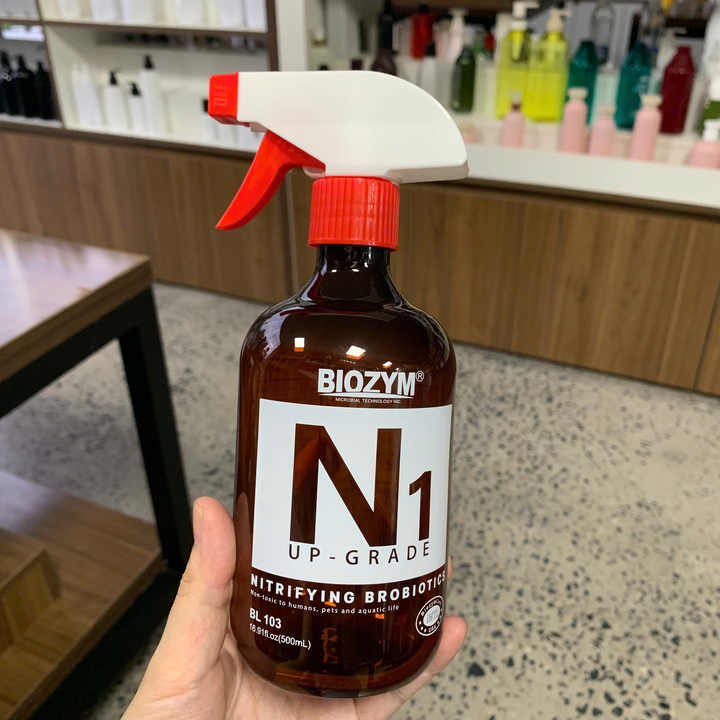 BIOZYM®
MICROBIAL TECHNOLOGY INC.
N1
UP-GRADE
NITRIFYING BROBIOTICS
Non-toxic to humans, pets and aquatic life
BL 103
16.91fl.oz(500mL)